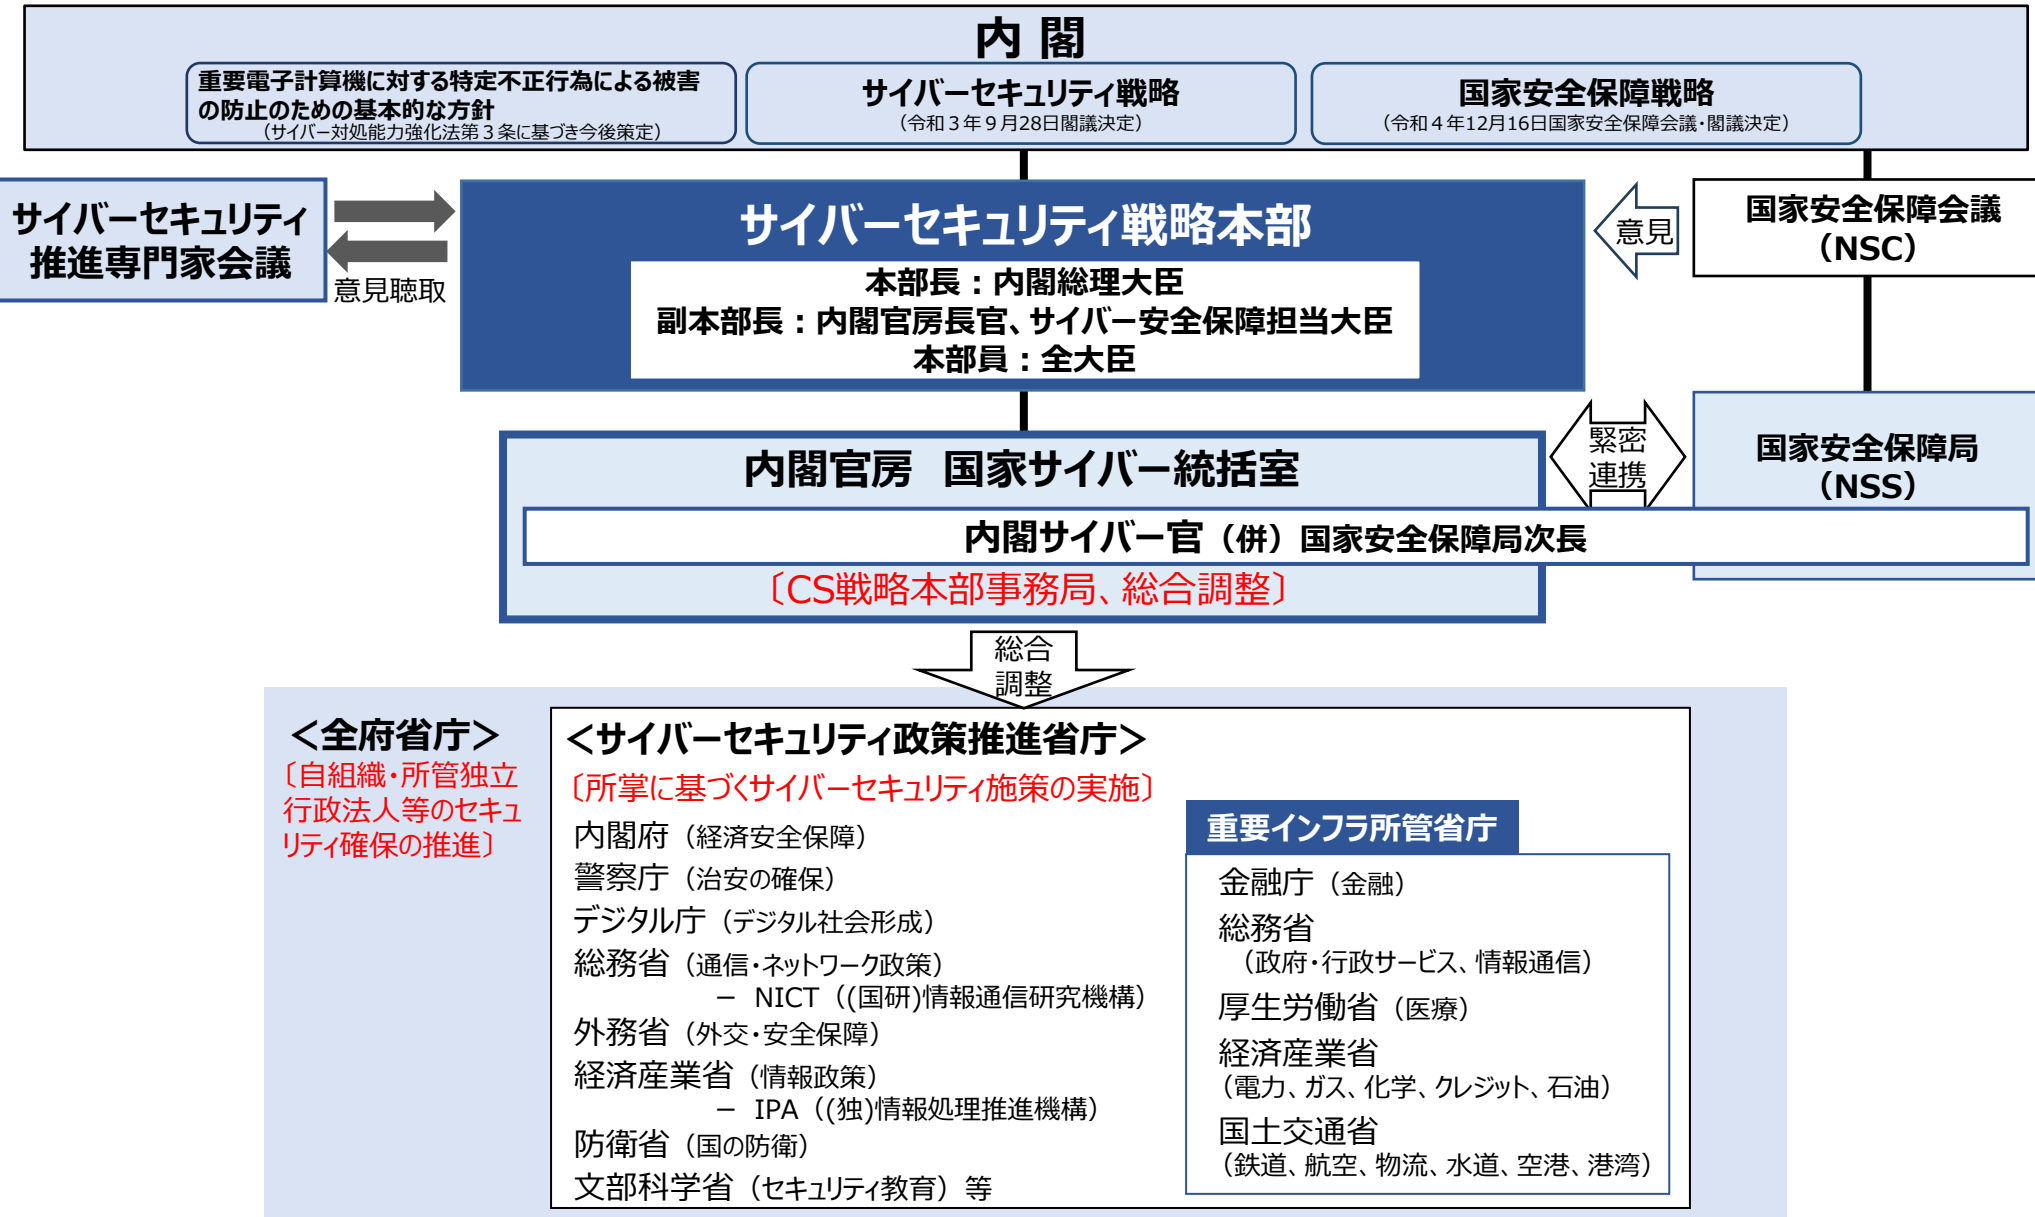 内 閣
重要電子計算機に対する特定不正行為による被害
の防止のための基本的な方針
（サイバー対処能力強化法第３条に基づき今後策定）
サイバーセキュリティ戦略
（令和３年９月28日閣議決定）
国家安全保障戦略
（令和４年12月16日国家安全保障会議・閣議決定）
サイバーセキュリティ
推進専門家会議
意見聴取
サイバーセキュリティ戦略本部
本部長：内閣総理大臣
副本部長：内閣官房長官、サイバー安全保障担当大臣
本部員：全大臣
意見
国家安全保障会議
（NSC）
内閣官房　国家サイバー統括室
緊密
連携
国家安全保障局
（NSS）
内閣サイバー官（併）国家安全保障局次長
〔CS戦略本部事務局、総合調整〕
総合
調整
＜全府省庁＞
〔自組織・所管独立
行政法人等のセキュ
リティ確保の推進〕
＜サイバーセキュリティ政策推進省庁＞
〔所掌に基づくサイバーセキュリティ施策の実施〕
内閣府（経済安全保障）
警察庁（治安の確保）
デジタル庁（デジタル社会形成）
総務省（通信・ネットワーク政策）
－ NICT（(国研)情報通信研究機構）
外務省（外交・安全保障）
経済産業省（情報政策）
－ IPA（(独)情報処理推進機構）
防衛省（国の防衛）
文部科学省（セキュリティ教育）等
重要インフラ所管省庁
金融庁（金融）
総務省
（政府・行政サービス、情報通信）
厚生労働省（医療）
経済産業省
（電力、ガス、化学、クレジット、石油）
国土交通省
（鉄道、航空、物流、水道、空港、港湾）